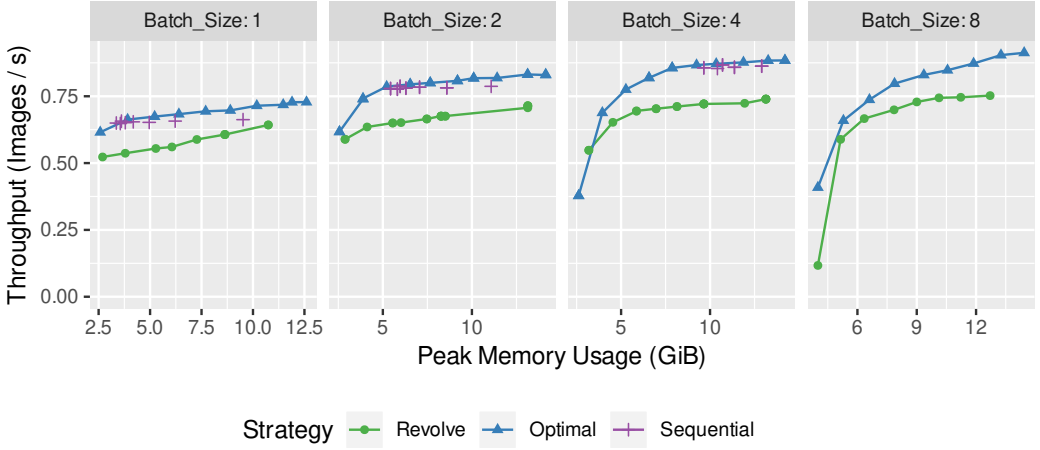 Batch_Size: 1 Batch_Size: 2 Batch_Size: 4 Batch_Size: 8
Throughput (Images / s)
0.75
0.50
0.25
0.00
2.5 5.0 7.5 10.0 12.5 5 10 5 10 6 9 12
Peak Memory Usage (GiB)
Strategy Revolve Optimal Sequential